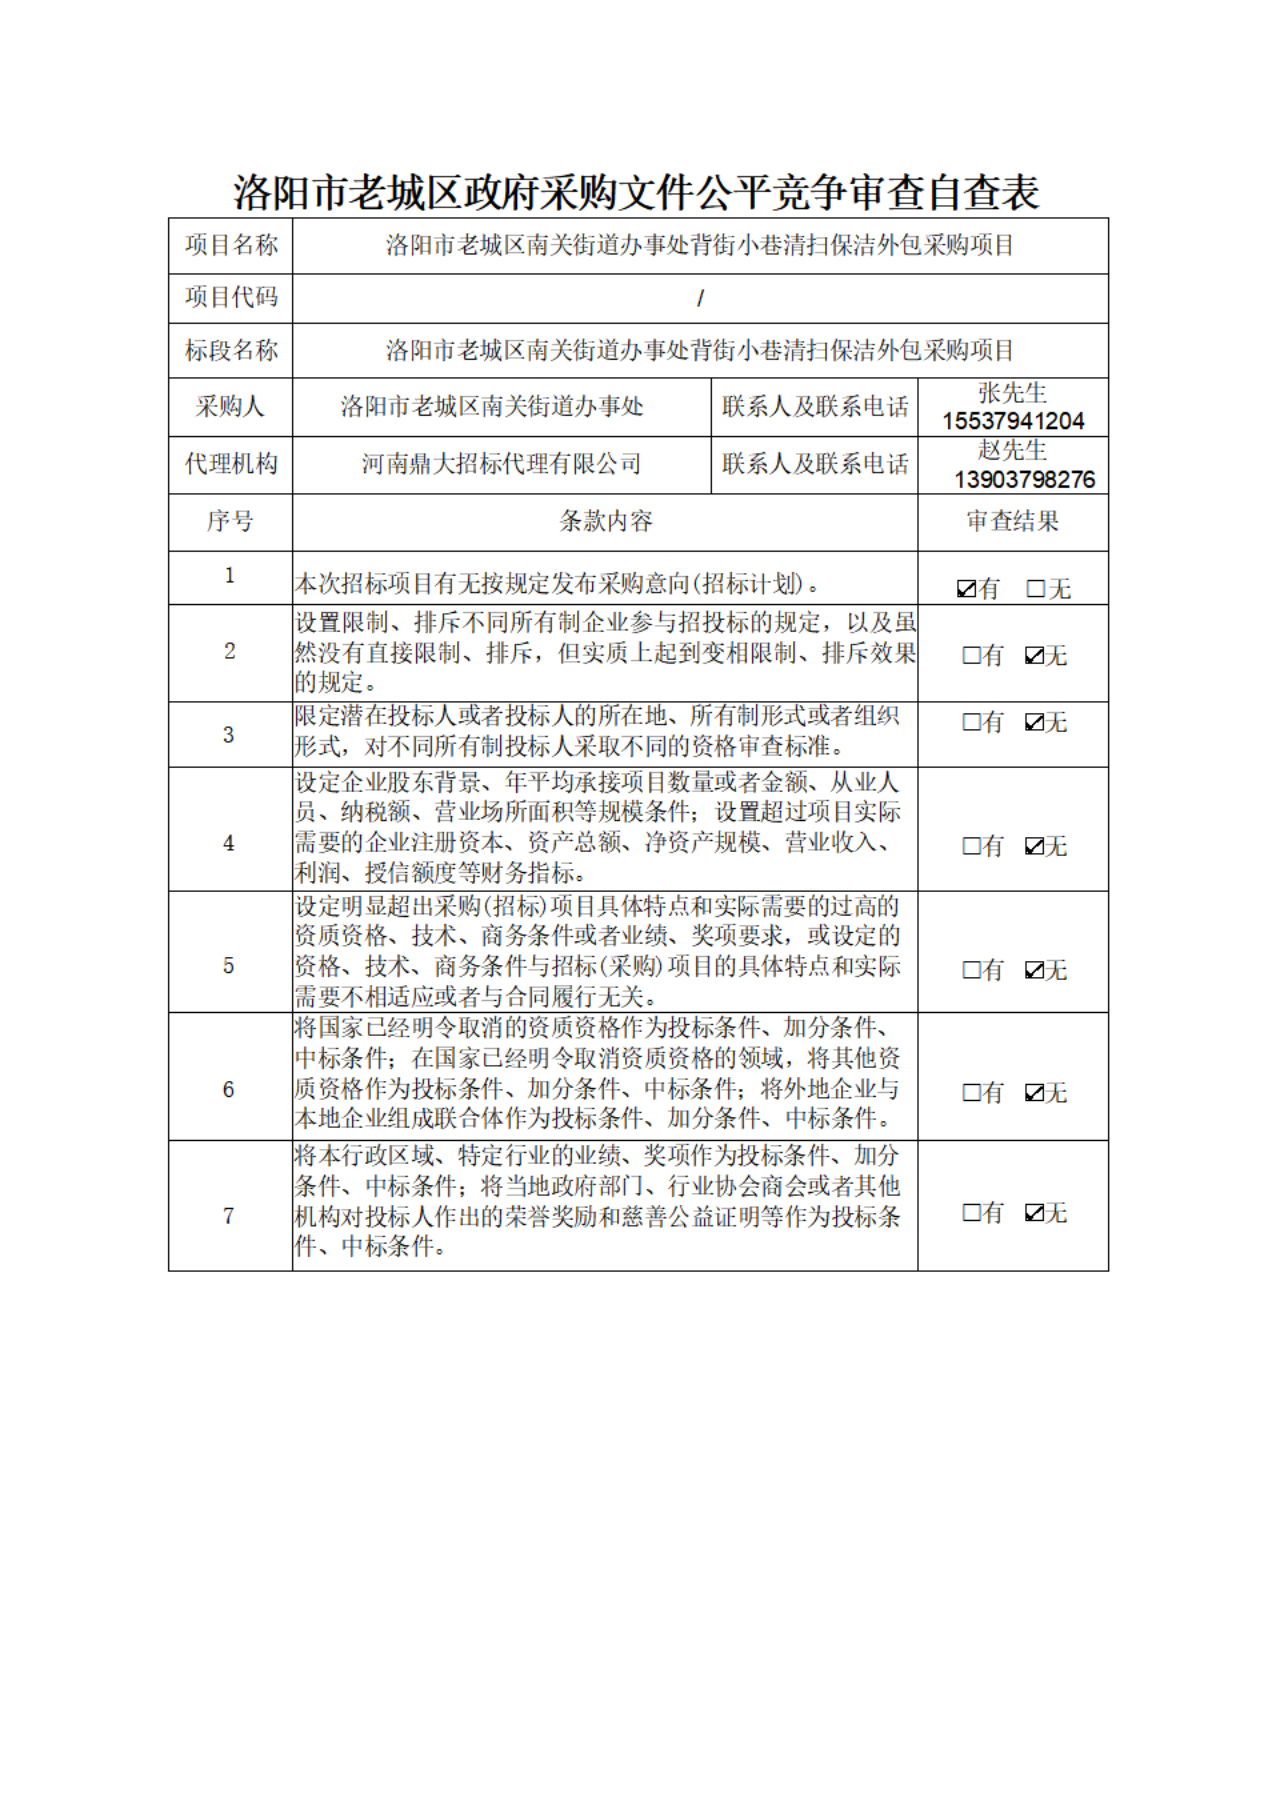 洛阳市老城区政府采购文件公平竞争审查自查表
项目名称 洛阳市老城区南关街道办事处背街小巷清扫保洁外包采购项目
项目代码 /
标段名称 洛阳市老城区南关街道办事处背街小巷清扫保洁外包采购项目
采购人 洛阳市老城区南关街道办事处 联系人及联系电话 张先生
15537941204
代理机构 河南鼎大招标代理有限公司 联系人及联系电话 赵先生
13903798276
序号 条款内容 审查结果
1 本次招标项目有无按规定发布采购意向(招标计划)。 ☑有 □无
设置限制、排斥不同所有制企业参与招投标的规定，以及虽
2 然没有直接限制、排斥，但实质上起到变相限制、排斥效果 □有 ☑无
的规定。
限定潜在投标人或者投标人的所在地、所有制形式或者组织 □有 ☑无
3 形式，对不同所有制投标人采取不同的资格审查标准。
设定企业股东背景、年平均承接项目数量或者金额、从业人
员、纳税额、营业场所面积等规模条件；设置超过项目实际
4 需要的企业注册资本、资产总额、净资产规模、营业收入、 □有 ☑无
利润、授信额度等财务指标。
设定明显超出采购(招标)项目具体特点和实际需要的过高的
资质资格、技术、商务条件或者业绩、奖项要求，或设定的
5 资格、技术、商务条件与招标(采购)项目的具体特点和实际 □有 ☑无
需要不相适应或者与合同履行无关。
将国家已经明令取消的资质资格作为投标条件、加分条件、
中标条件；在国家已经明令取消资质资格的领域，将其他资
6 质资格作为投标条件、加分条件、中标条件；将外地企业与 □有 ☑无
本地企业组成联合体作为投标条件、加分条件、中标条件。
将本行政区域、特定行业的业绩、奖项作为投标条件、加分
条件、中标条件；将当地政府部门、行业协会商会或者其他
7 机构对投标人作出的荣誉奖励和慈善公益证明等作为投标条 □有 ☑无
件、中标条件。